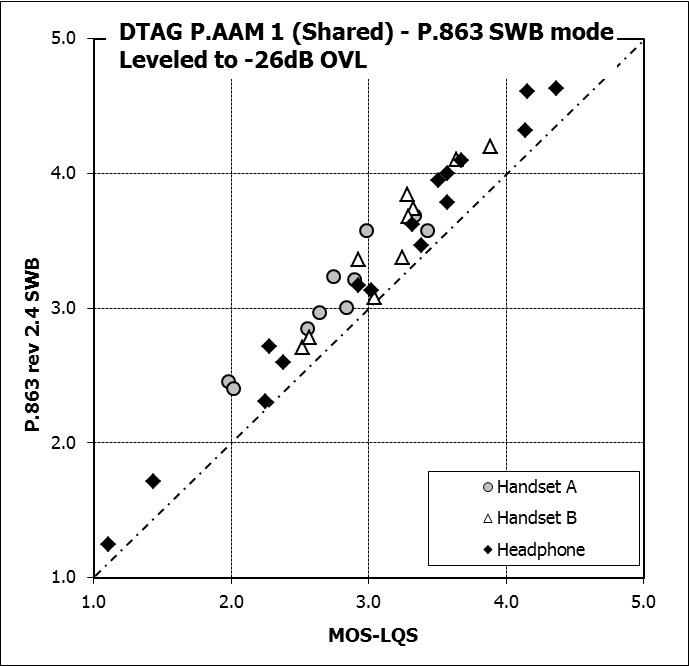 DTAG P.AAM 1 (Shared) - P.863 SWB mode
Leveled to -26dB OVL
5.0
4.0
3.0
2.0
1.0
P.863 rev 2.4 SWB
Handset A
Handset B
Headphone
1.0 2.0 3.0 4.0 5.0
MOS-LQS